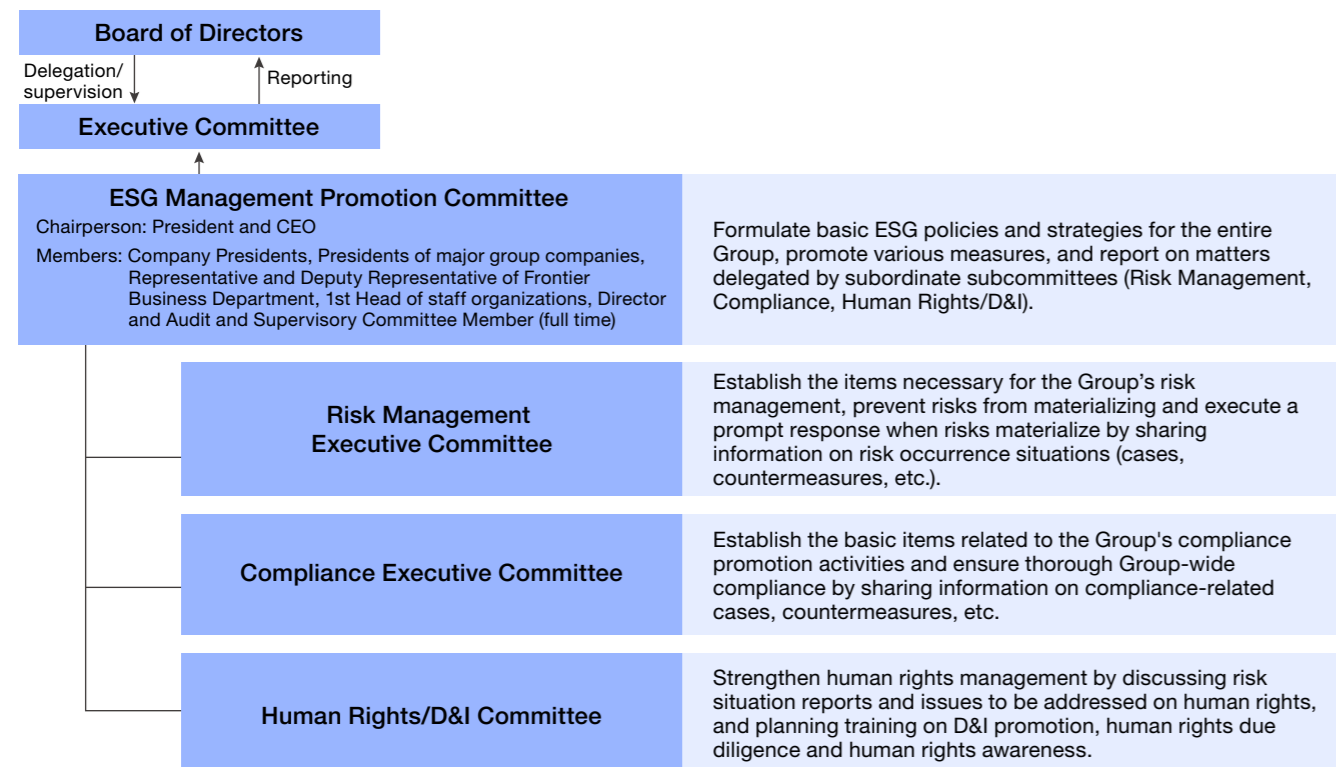 Board of Directors
Delegation/
supervision
Reporting
Executive Committee
ESG Management Promotion Committee
Chairperson: President and CEO
Members: Company Presidents, Presidents of major group companies,
Representative and Deputy Representative of Frontier
Business Department, 1st Head of staff organizations, Director
and Audit and Supervisory Committee Member (full time)
Formulate basic ESG policies and strategies for the entire
Group, promote various measures, and report on matters
delegated by subordinate subcommittees (Risk Management,
Compliance, Human Rights/D&I).
Risk Management
Executive Committee
Establish the items necessary for the Group’s risk
management, prevent risks from materializing and execute a
prompt response when risks materialize by sharing
information on risk occurrence situations (cases,
countermeasures, etc.).
Compliance Executive Committee
Establish the basic items related to the Group's compliance
promotion activities and ensure thorough Group-wide
compliance by sharing information on compliance-related
cases, countermeasures, etc.
Human Rights/D&I Committee
Strengthen human rights management by discussing risk
situation reports and issues to be addressed on human rights,
and planning training on D&I promotion, human rights due
diligence and human rights awareness.